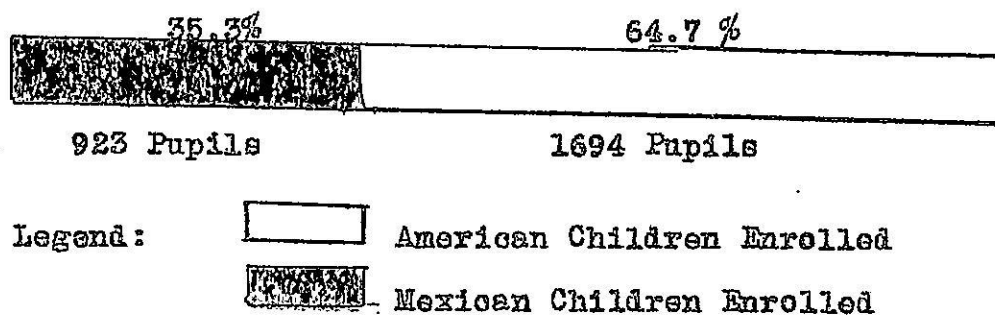 35.3% 64.7 %
923 Pupils 1694 Pupils
Legend:
American Children Enrolled
Mexican Children Enrolled